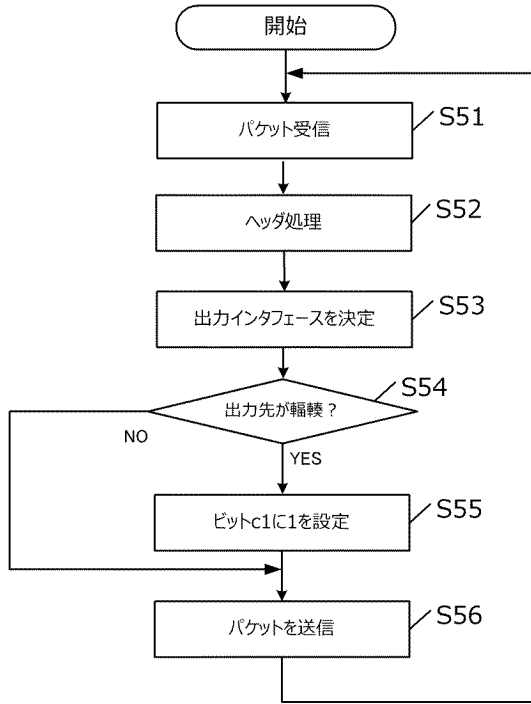 開始
パケット受信
S51
ヘッダ処理
S52
出力インタフェースを決定
S53
出力先が輻輳？
S54
NO
YES
ビットc1に1を設定
S55
パケットを送信
S56